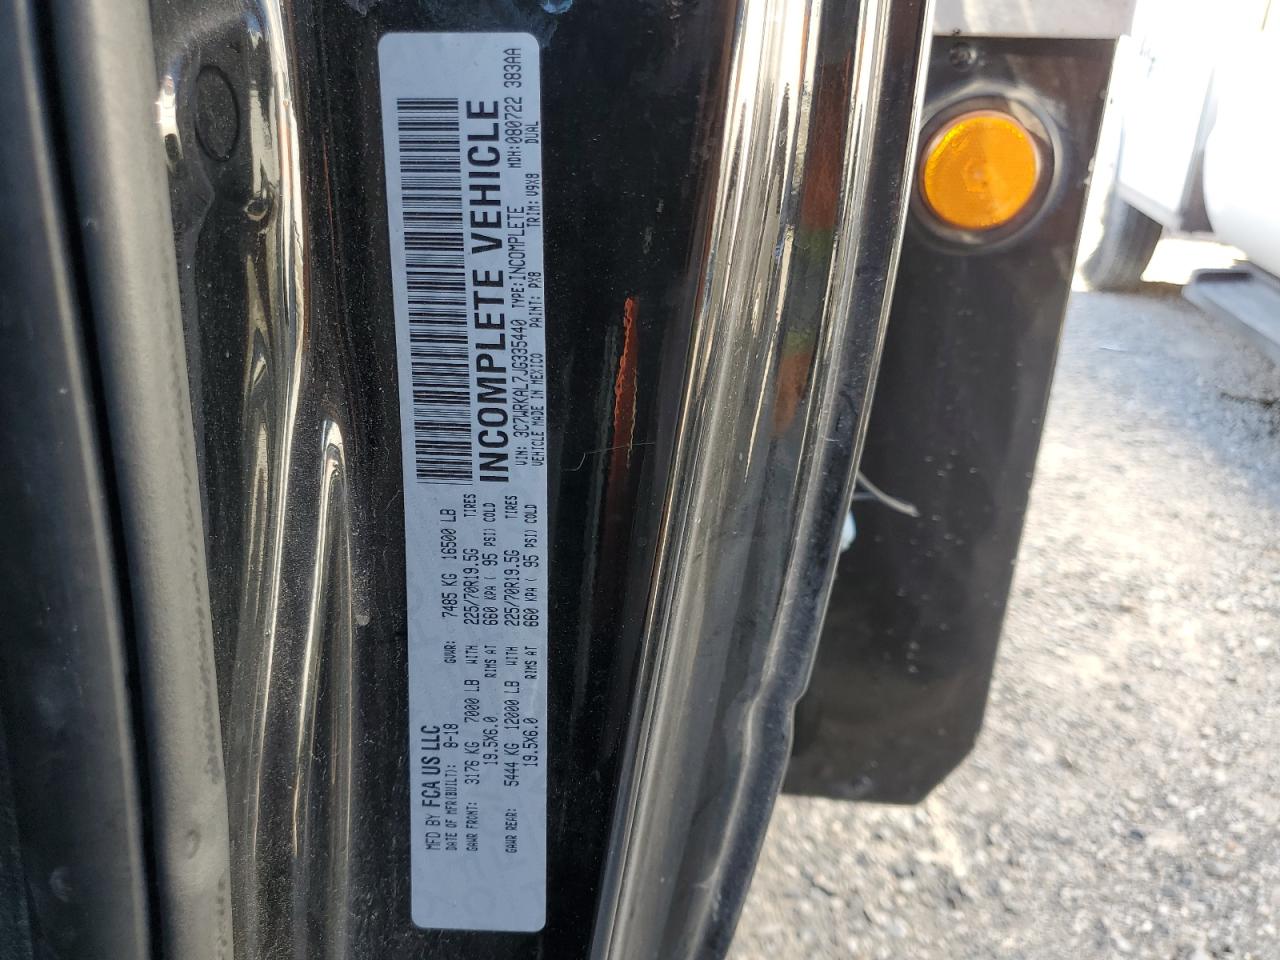 MFD BY FCA US LLC
DATE OF MFR(BUILT): 8-18 GVWR: 7485 KG 16500 LB
GAWR FRONT: 3176 KG 7000 LB WITH 225/70R19.5G TIRES
19.5X6.0 RIMS AT 660 KPA ( 95 PSI) COLD
GAWR REAR: 5444 KG 12000 LB WITH 225/70R19.5G TIRES
19.5X6.0 RIMS AT 660 KPA ( 95 PSI) COLD
INCOMPLETE VEHICLE
VIN: 3C7WRKAL7JG335440 TYPE:INCOMPLETE MDH:080722 383AA
VEHICLE MADE IN MEXICO PAINT: PX8 TRIM: V9X8 DUAL